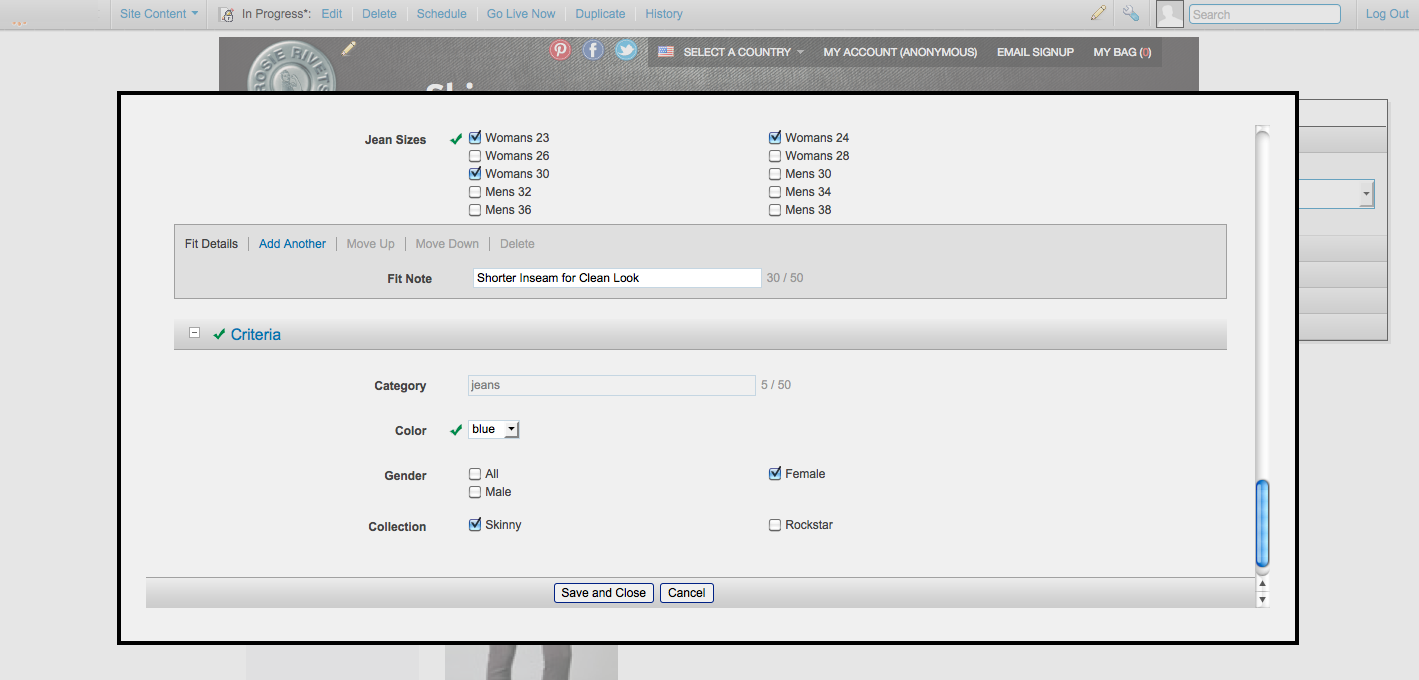 Site Content In Progress*: Edit Delete Schedule Go Live Now Duplicate History Search Log Out
ROSIE RIVETS
SELECT A COUNTRY MY ACCOUNT (ANONYMOUS) EMAIL SIGNUP MY BAG (0)
Jean Sizes Womans 23 Womans 24
Womans 26 Womans 28
Womans 30 Mens 30
Mens 32 Mens 34
Mens 36 Mens 38
Fit Details Add Another Move Up Move Down Delete
Fit Note Shorter Inseam for Clean Look 30 / 50
Criteria
Category jeans 5 / 50
Color blue
Gender All Female
Male
Collection Skinny Rockstar
Save and Close Cancel